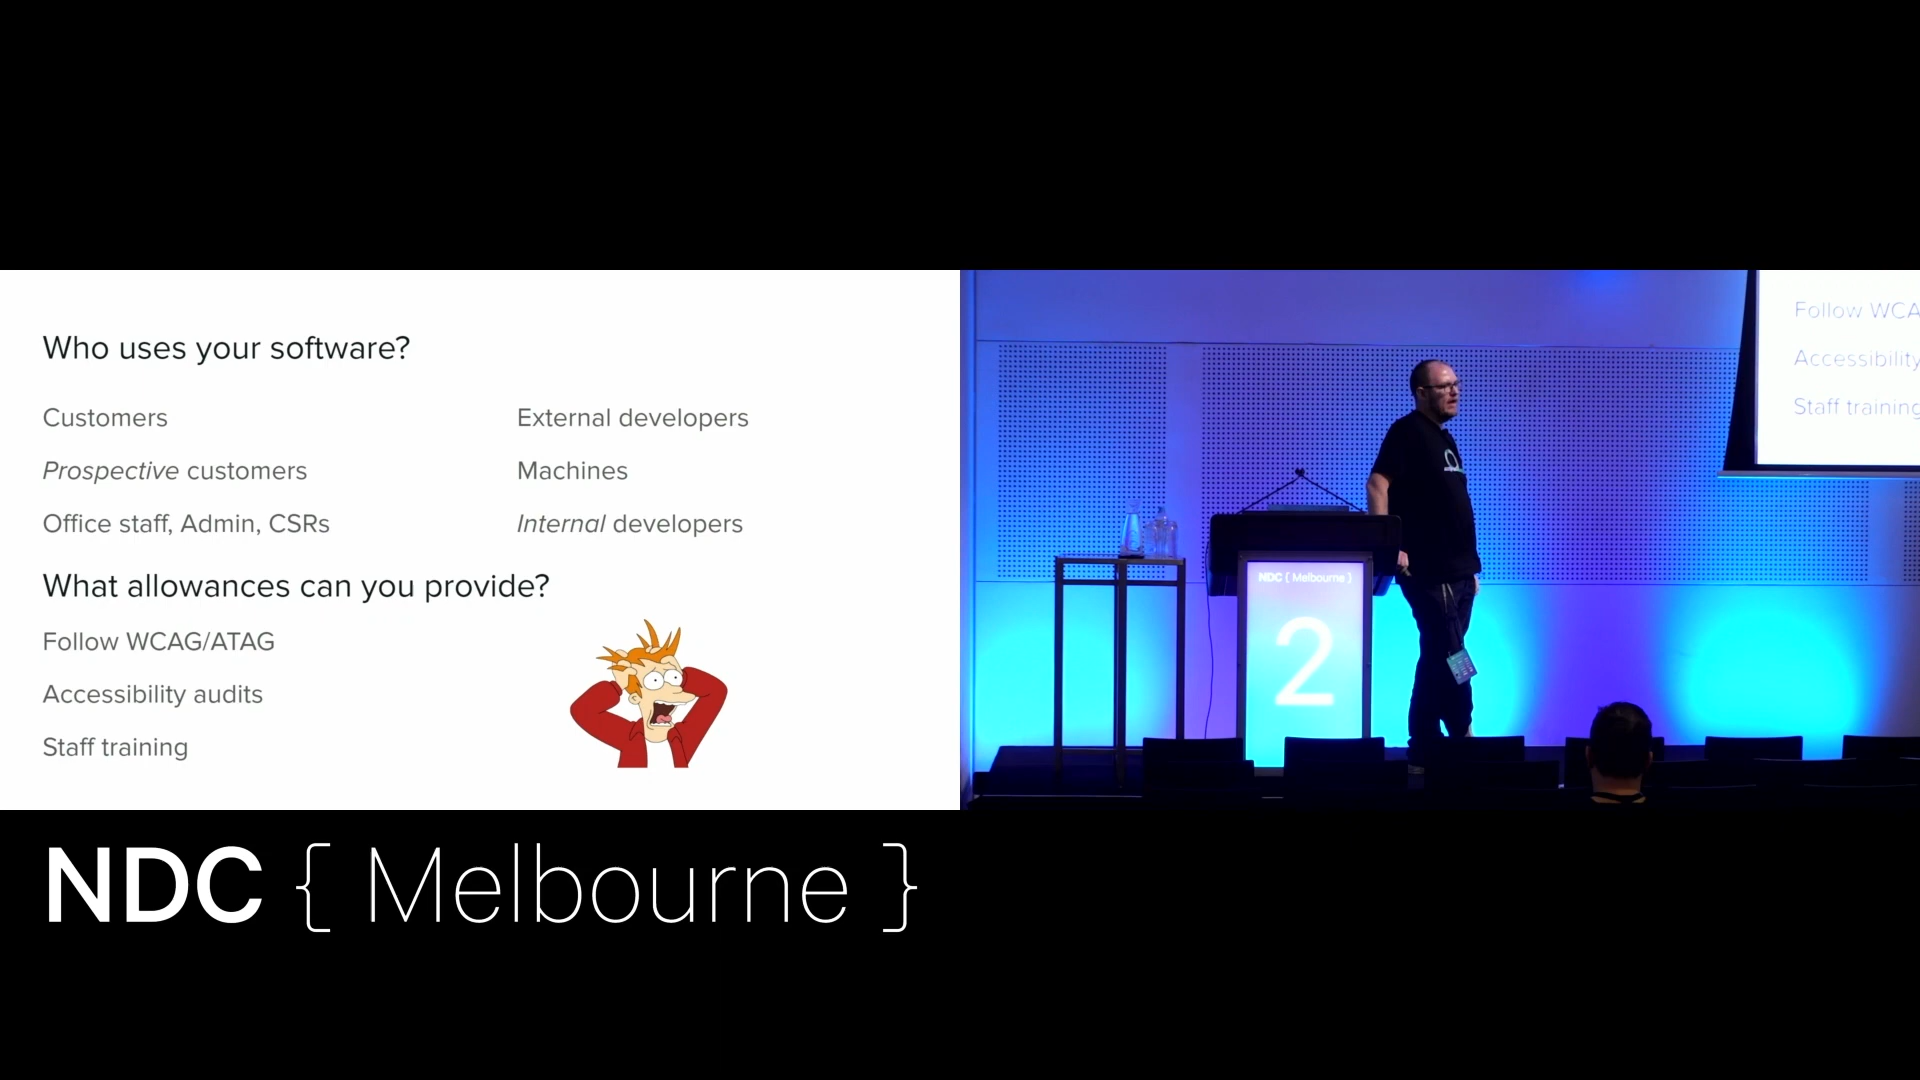 Who uses your software?
Customers
Prospective customers
Office staff, Admin, CSRs
External developers
Machines
Internal developers
What allowances can you provide?
Follow WCAG/ATAG
Accessibility audits
Staff training
Follow WCA
Accessibility
Staff training
NDC { Melbourne }
2
NDC { Melbourne }